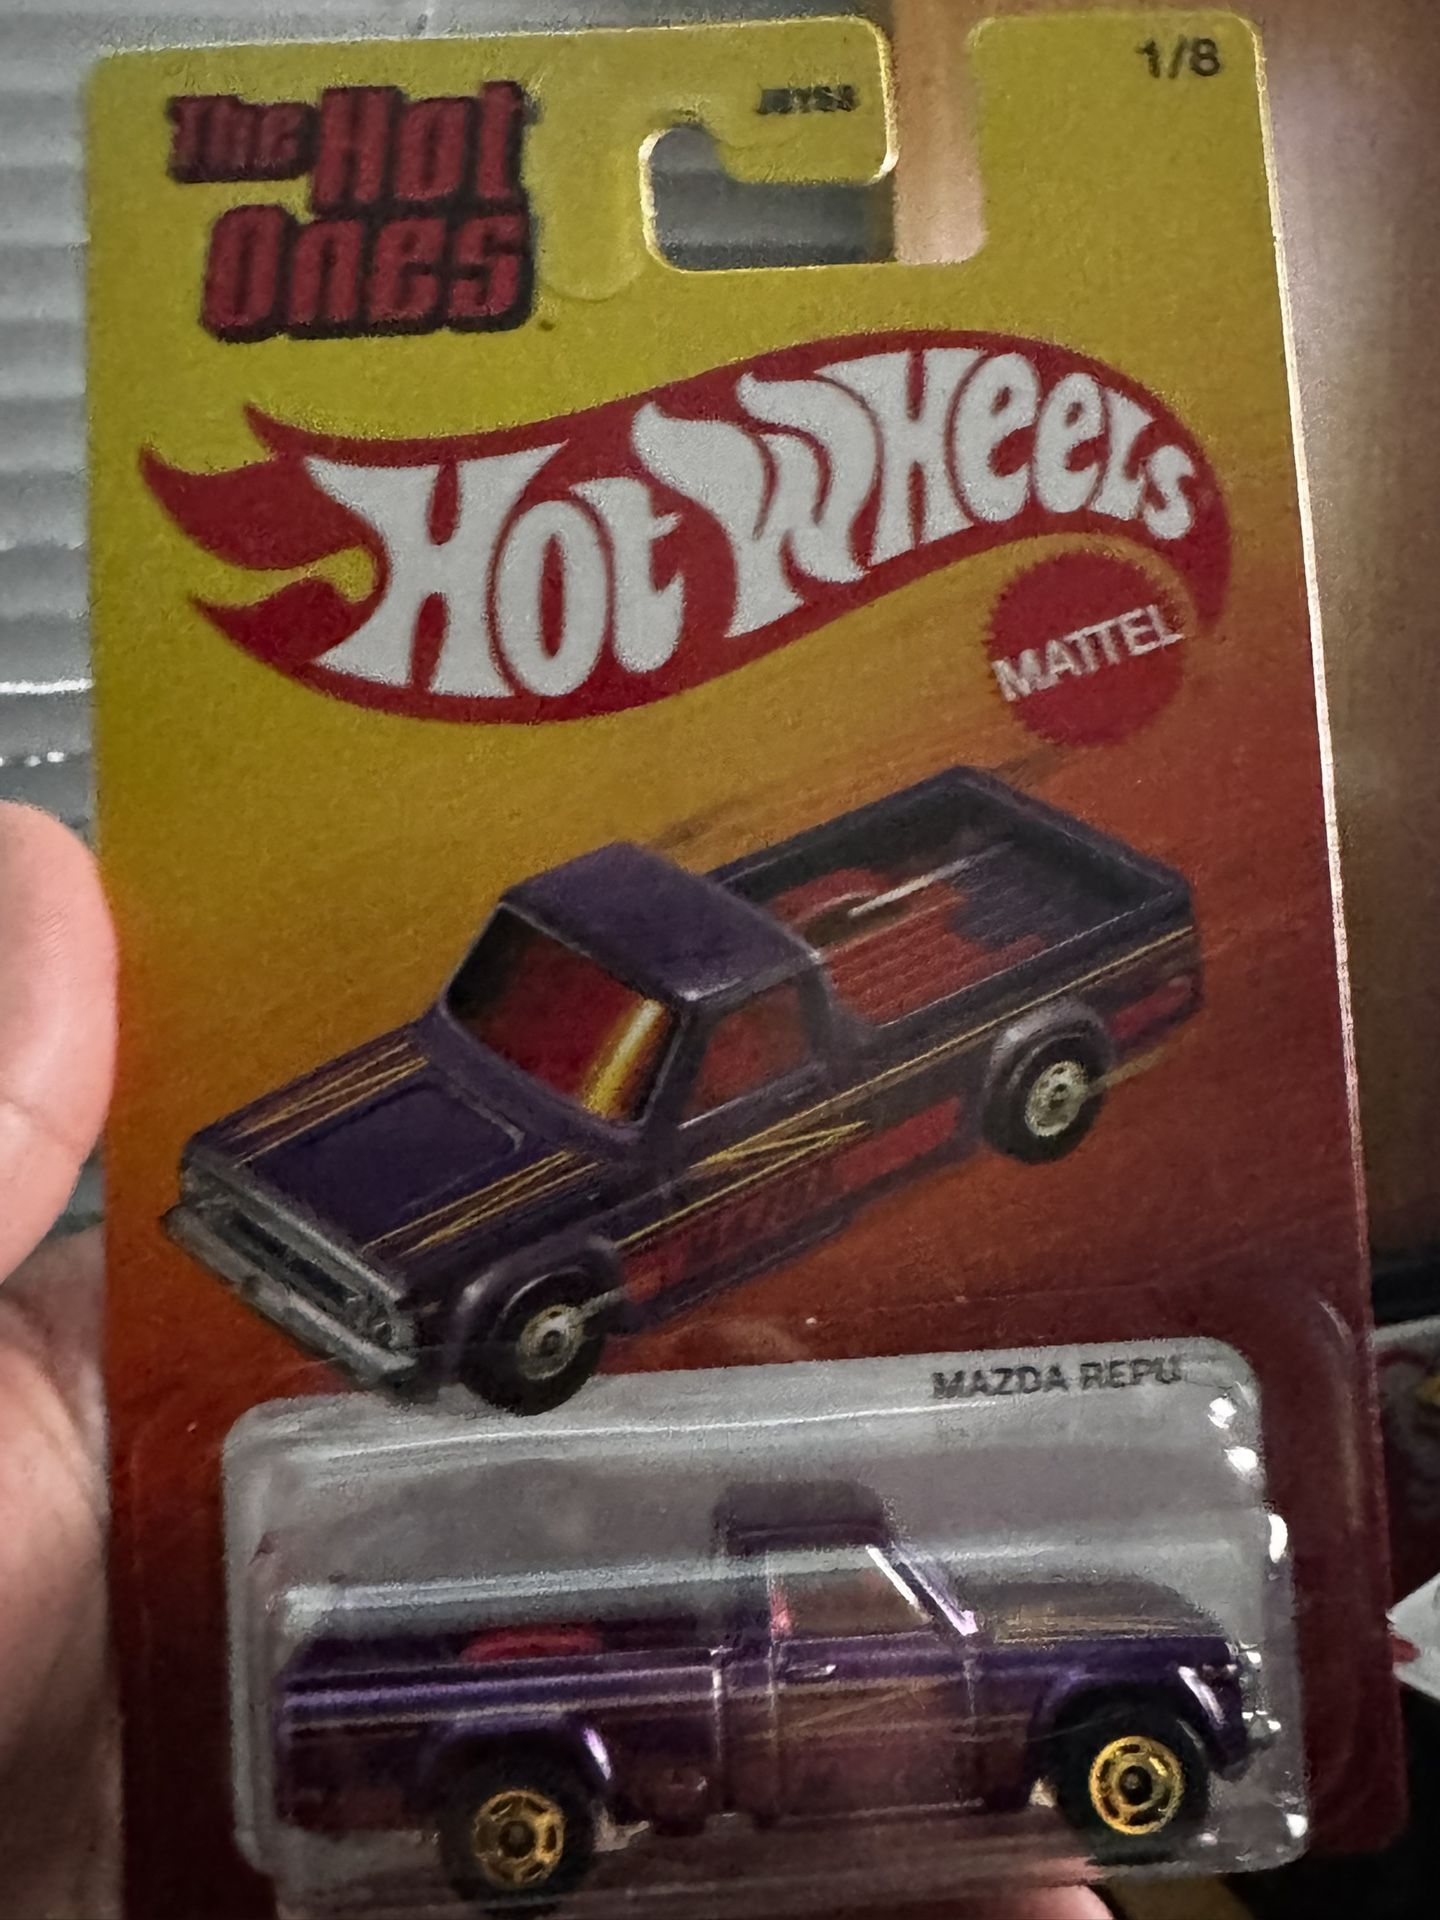 The Hot
Ones
1/8
Hot Wheels
MATTEL
MAZDA REPU